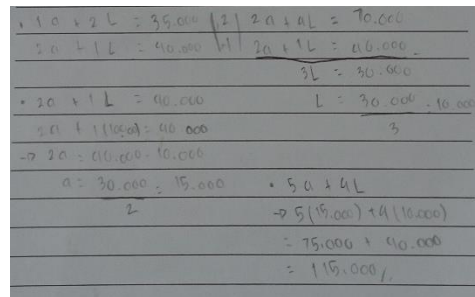 • 1a + 2L = 35.000 |2| 2a + 4L = 70.000
2a + 1L = 40.000 |1| 2a + 1L = 40.000 -
3L = 30.000
• 2a + 1L = 40.000
L = 30.000 = 10.000
3
2a + 1(10.000) = 40.000
→ 2a = 40.000 - 10.000
a = 30.000 = 15.000
2
• 5a + 4L
→ 5(15.000) + 4(10.000)
= 75.000 + 40.000
= 115.000 //.